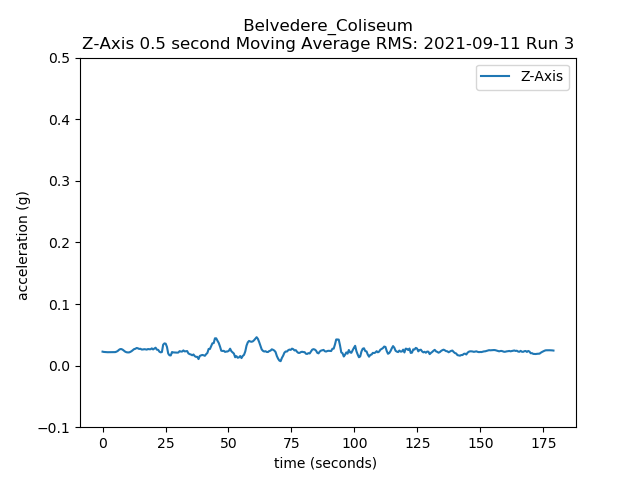 Belvedere_Coliseum
Z-Axis 0.5 second Moving Average RMS: 2021-09-11 Run 3
Z-Axis
0.5
0.4
0.3
0.2
0.1
0.0
−0.1
acceleration (g)
0 25 50 75 100 125 150 175
time (seconds)